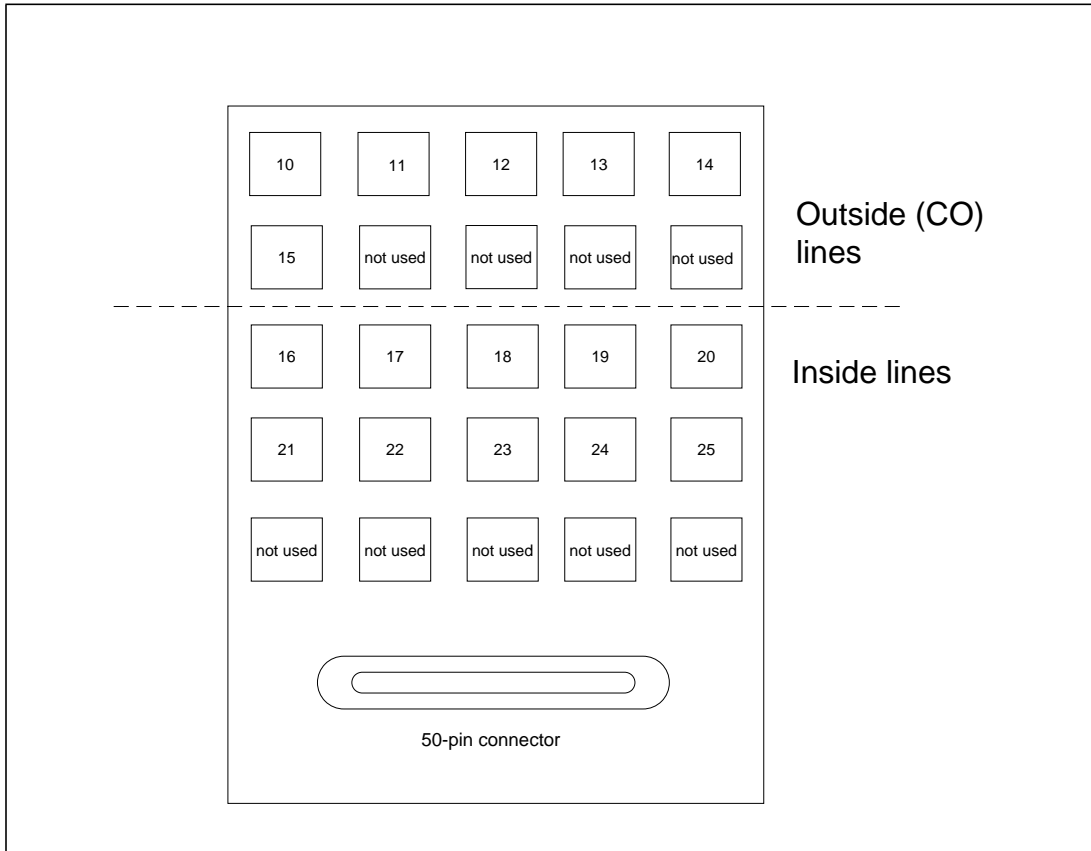 10 11 12 13 14
Outside (CO)
lines
15 not used not used not used not used
16 17 18 19 20
Inside lines
21 22 23 24 25
not used not used not used not used not used
50-pin connector